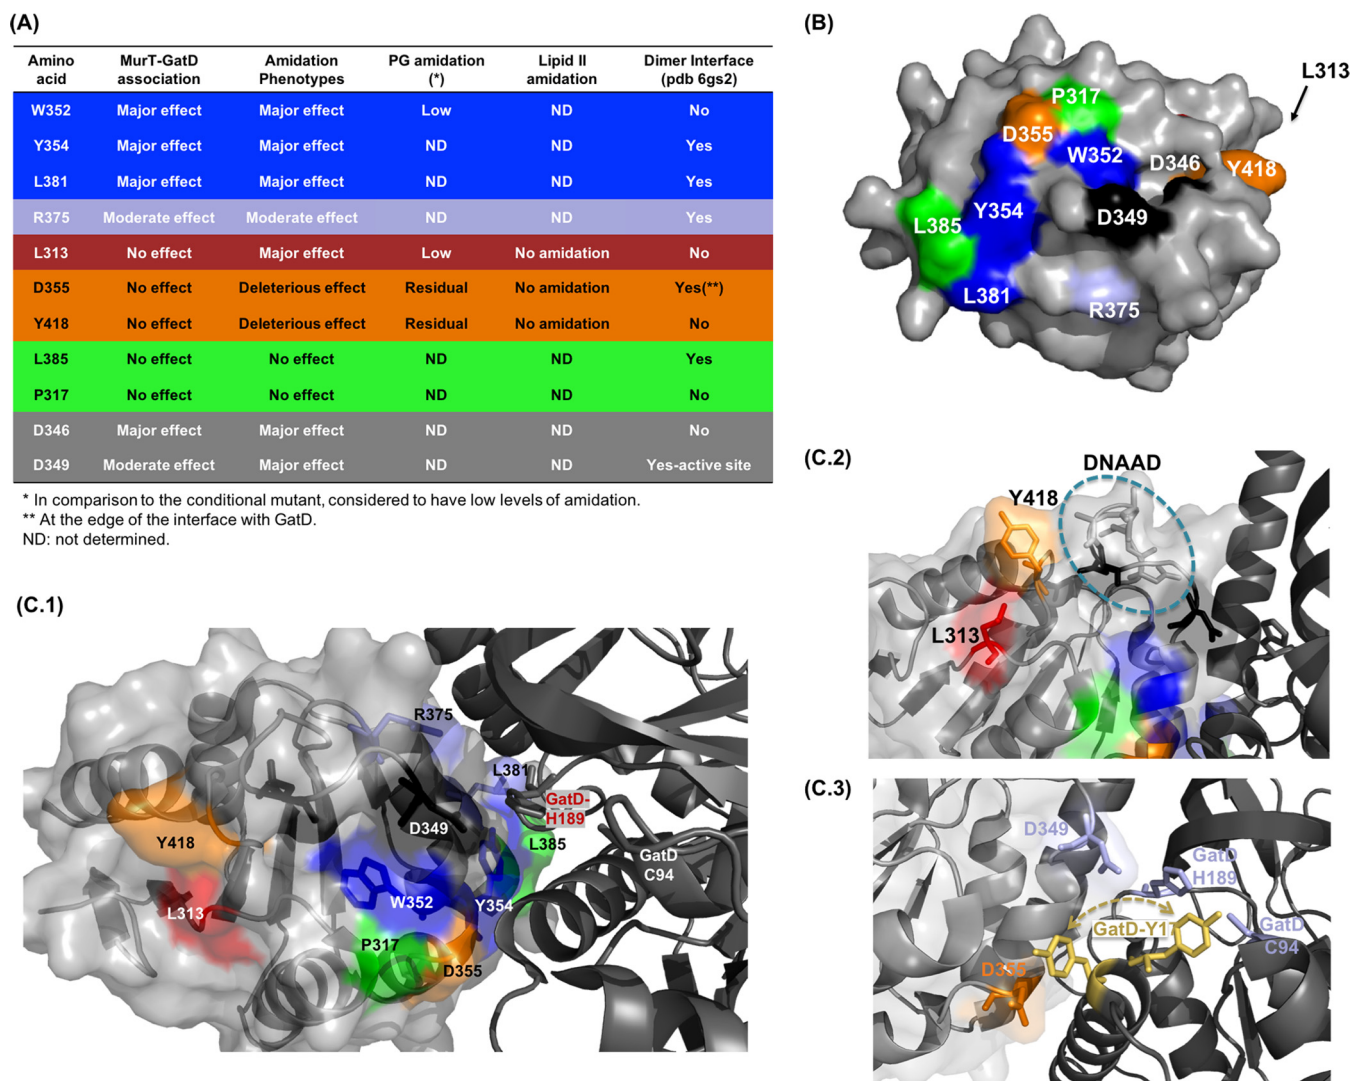 (A)
Amino acid MurT-GatD association Amidation Phenotypes PG amidation (*) Lipid II amidation Dimer Interface (pdb 6gs2)
W352 Major effect Major effect Low ND No
Y354 Major effect Major effect ND ND Yes
L381 Major effect Major effect ND ND Yes
R375 Moderate effect Moderate effect ND ND Yes
L313 No effect Major effect Low No amidation No
D355 No effect Deleterious effect Residual No amidation Yes(**)
Y418 No effect Deleterious effect Residual No amidation No
L385 No effect No effect ND ND Yes
P317 No effect No effect ND ND No
D346 Major effect Major effect ND ND No
D349 Moderate effect Major effect ND ND Yes-active site
* In comparison to the conditional mutant, considered to have low levels of amidation.
** At the edge of the interface with GatD.
ND: not determined.
(B)
L313
P317
D355
W352
D346
Y418
L385
Y354
D349
L381
R375
(C.1)
R375
L381
GatD-
H189
D349
L385
Y418
GatD
C94
W352
Y354
L313
P317
D355
(C.2)
DNAAD
Y418
L313
(C.3)
D349
GatD
H189
GatD-Y17
GatD
C94
D355